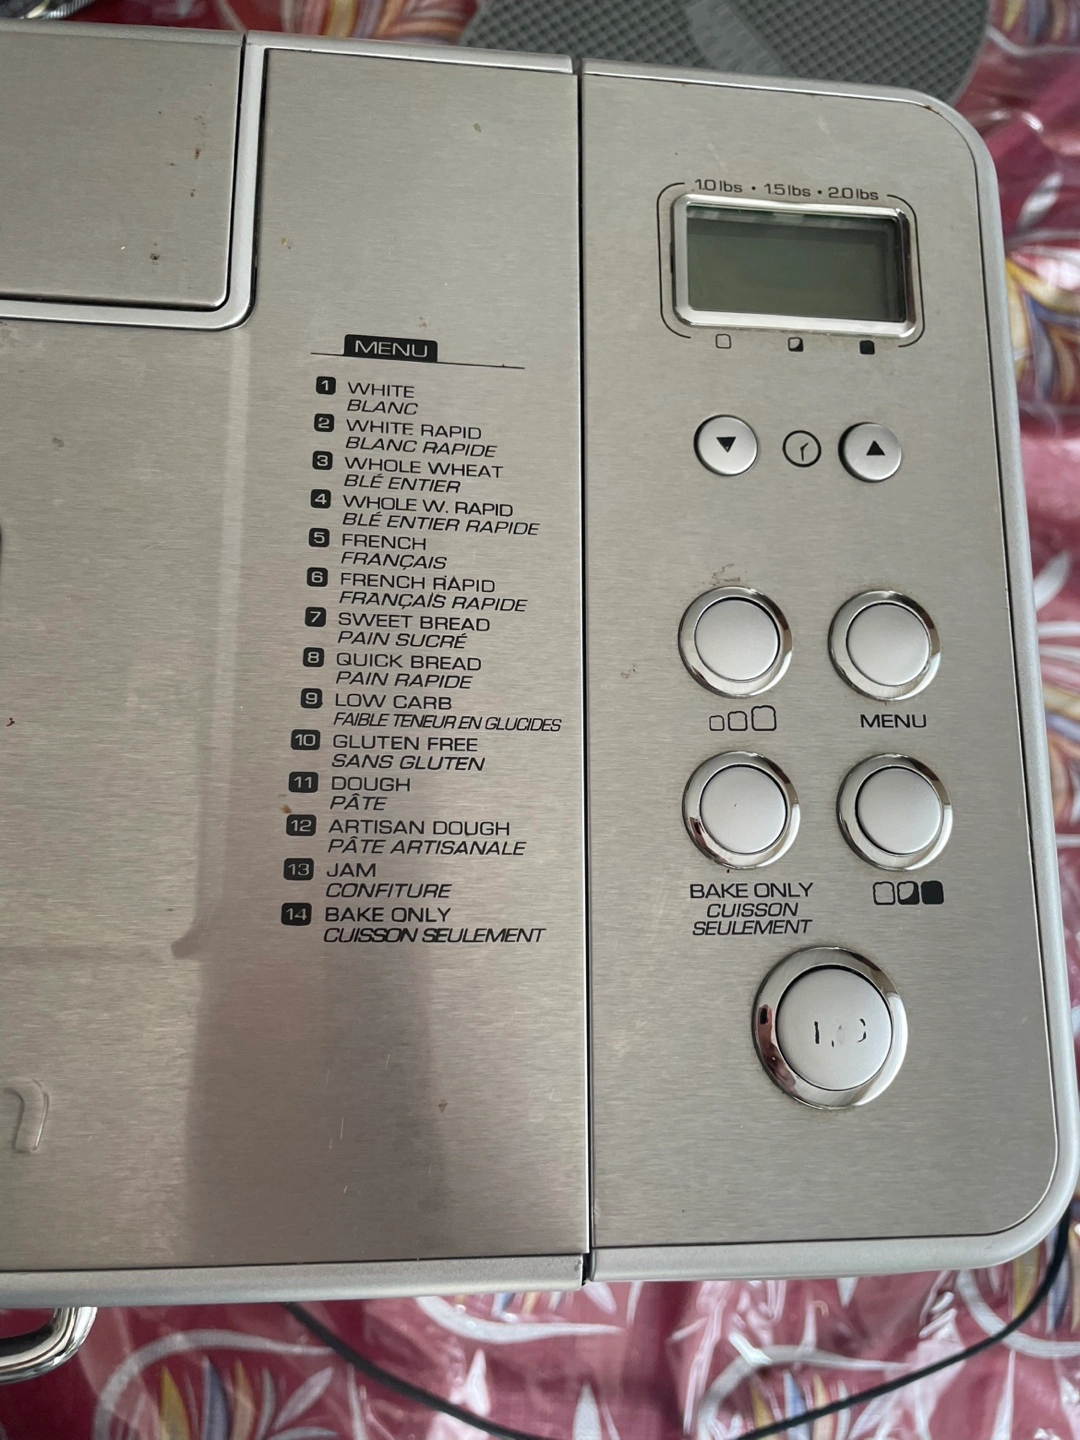 1.0 lbs • 1.5 lbs • 2.0 lbs
MENU
1 WHITE
BLANC
2 WHITE RAPID
BLANC RAPIDE
3 WHOLE WHEAT
BLÉ ENTIER
4 WHOLE W. RAPID
BLÉ ENTIER RAPIDE
5 FRENCH
FRANÇAIS
6 FRENCH RAPID
FRANÇAIS RAPIDE
7 SWEET BREAD
PAIN SUCRÉ
8 QUICK BREAD
PAIN RAPIDE
9 LOW CARB
FAIBLE TENEUR EN GLUCIDES
10 GLUTEN FREE
SANS GLUTEN
11 DOUGH
PÂTE
12 ARTISAN DOUGH
PÂTE ARTISANALE
13 JAM
CONFITURE
14 BAKE ONLY
CUISSON SEULEMENT
MENU
BAKE ONLY
CUISSON
SEULEMENT